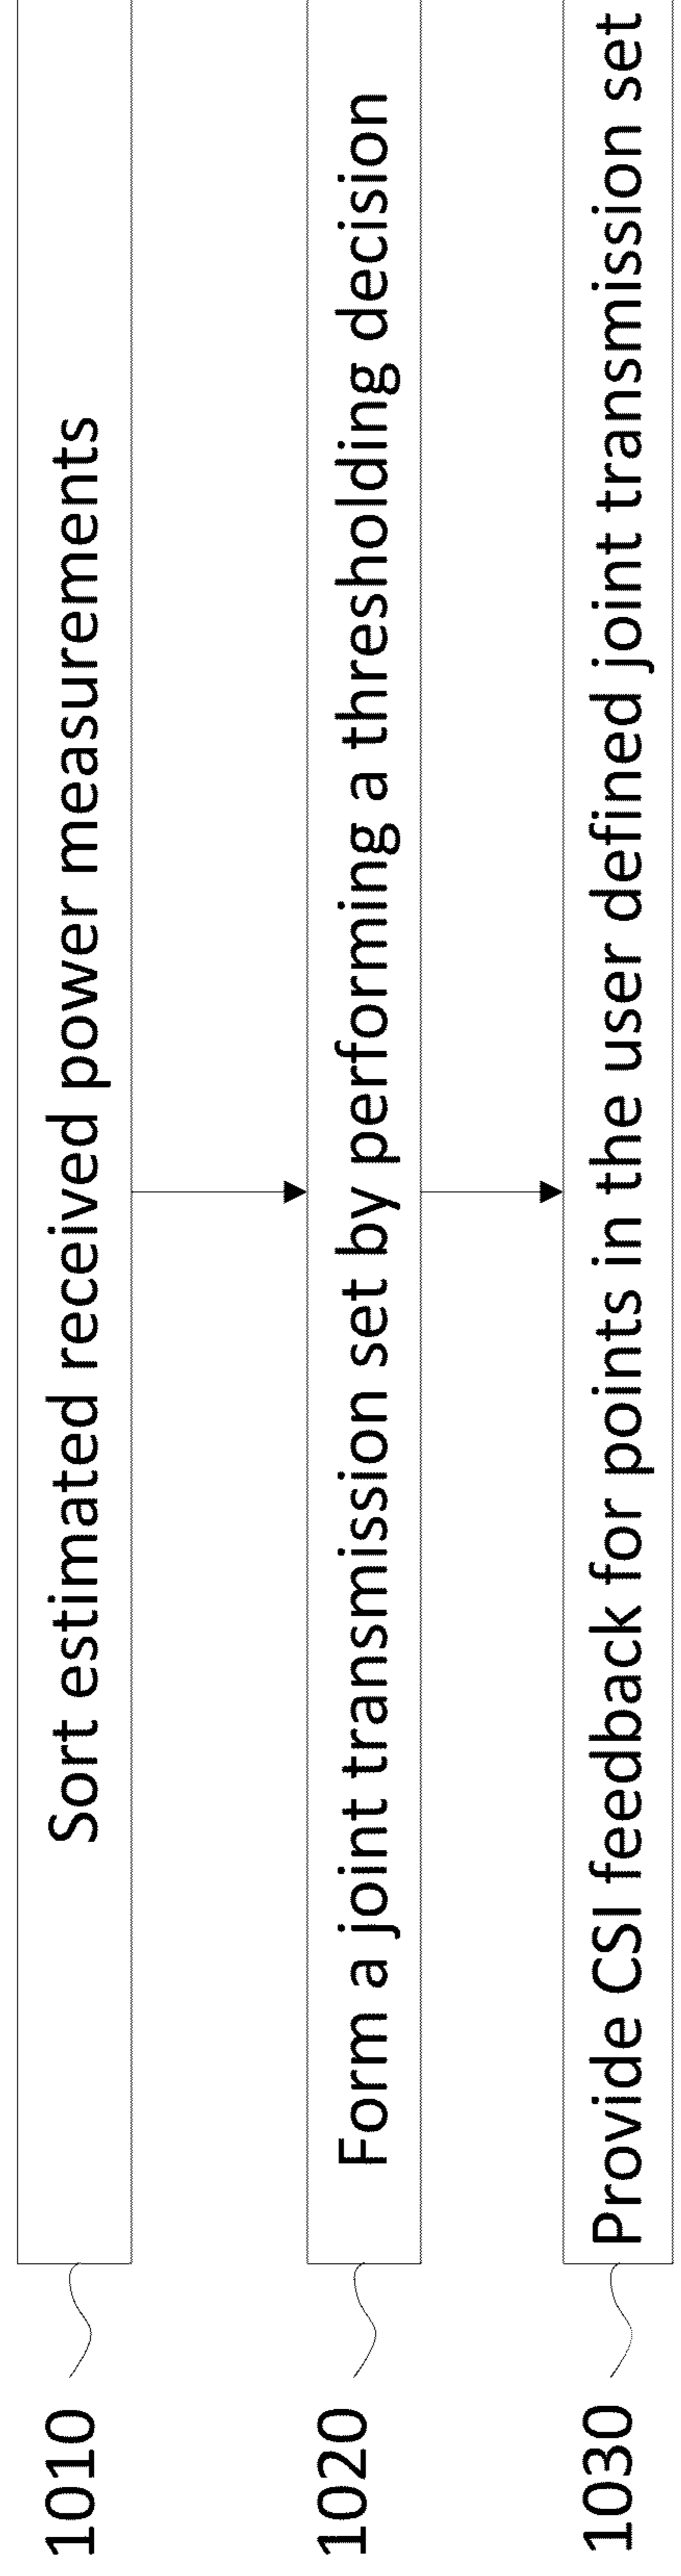 1010
Sort estimated received power measurements
1020
Form a joint transmission set by performing a thresholding decision
1030
Provide CSI feedback for points in the user defined joint transmission set